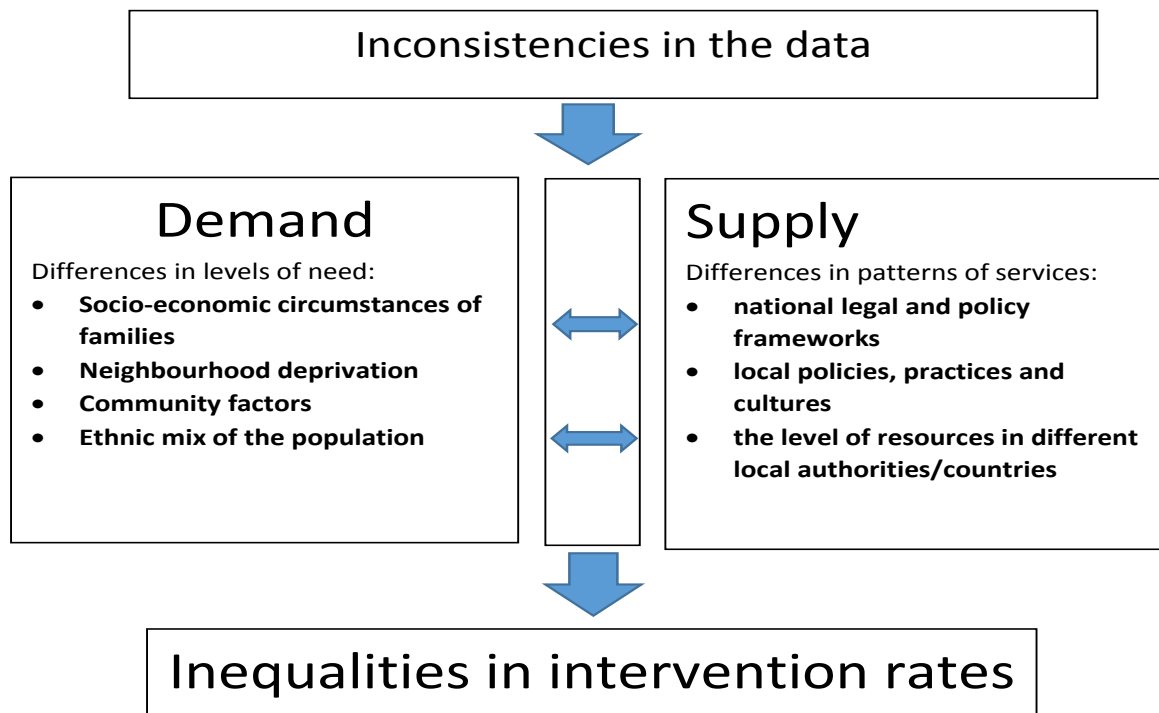 Inconsistencies in the data
Demand
Differences in levels of need:
• Socio-economic circumstances of
families
• Neighbourhood deprivation
• Community factors
• Ethnic mix of the population
Supply
Differences in patterns of services:
• national legal and policy
frameworks
• local policies, practices and
cultures
• the level of resources in different
local authorities/countries
Inequalities in intervention rates